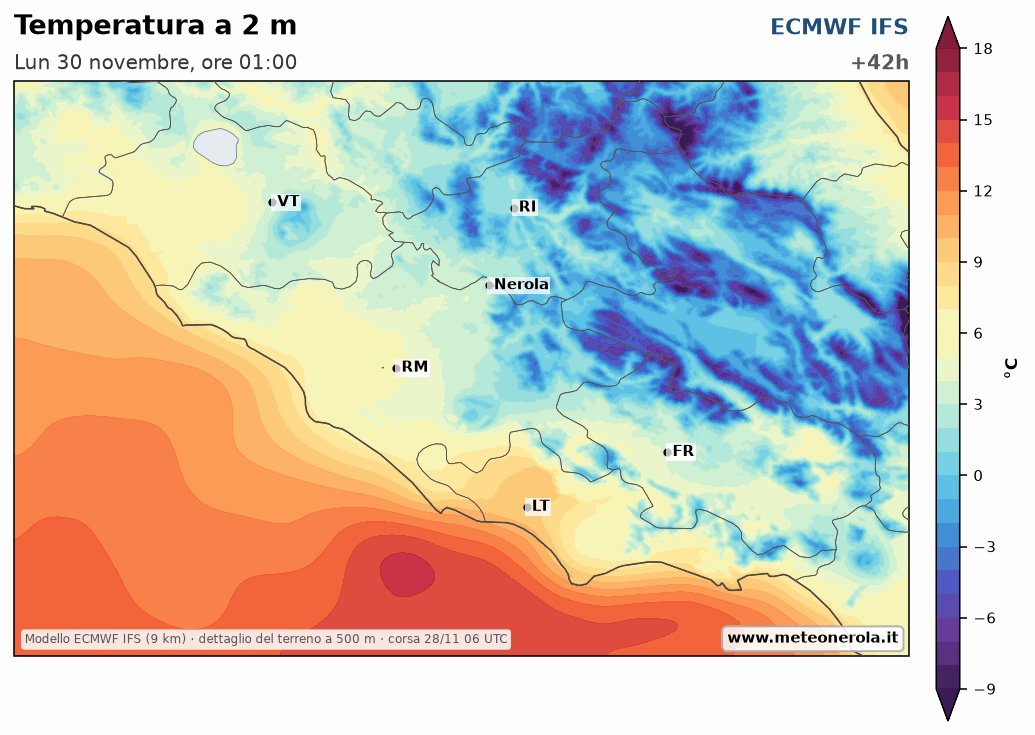 Temperatura a 2 m
ECMWF IFS
Lun 30 novembre, ore 01:00
+42h
VT
RI
Nerola
RM
FR
LT
Modello ECMWF IFS (9 km) · dettaglio del terreno a 500 m · corsa 28/11 06 UTC
www.meteonerola.it
18
15
12
9
6
3
0
−3
−6
−9
°C